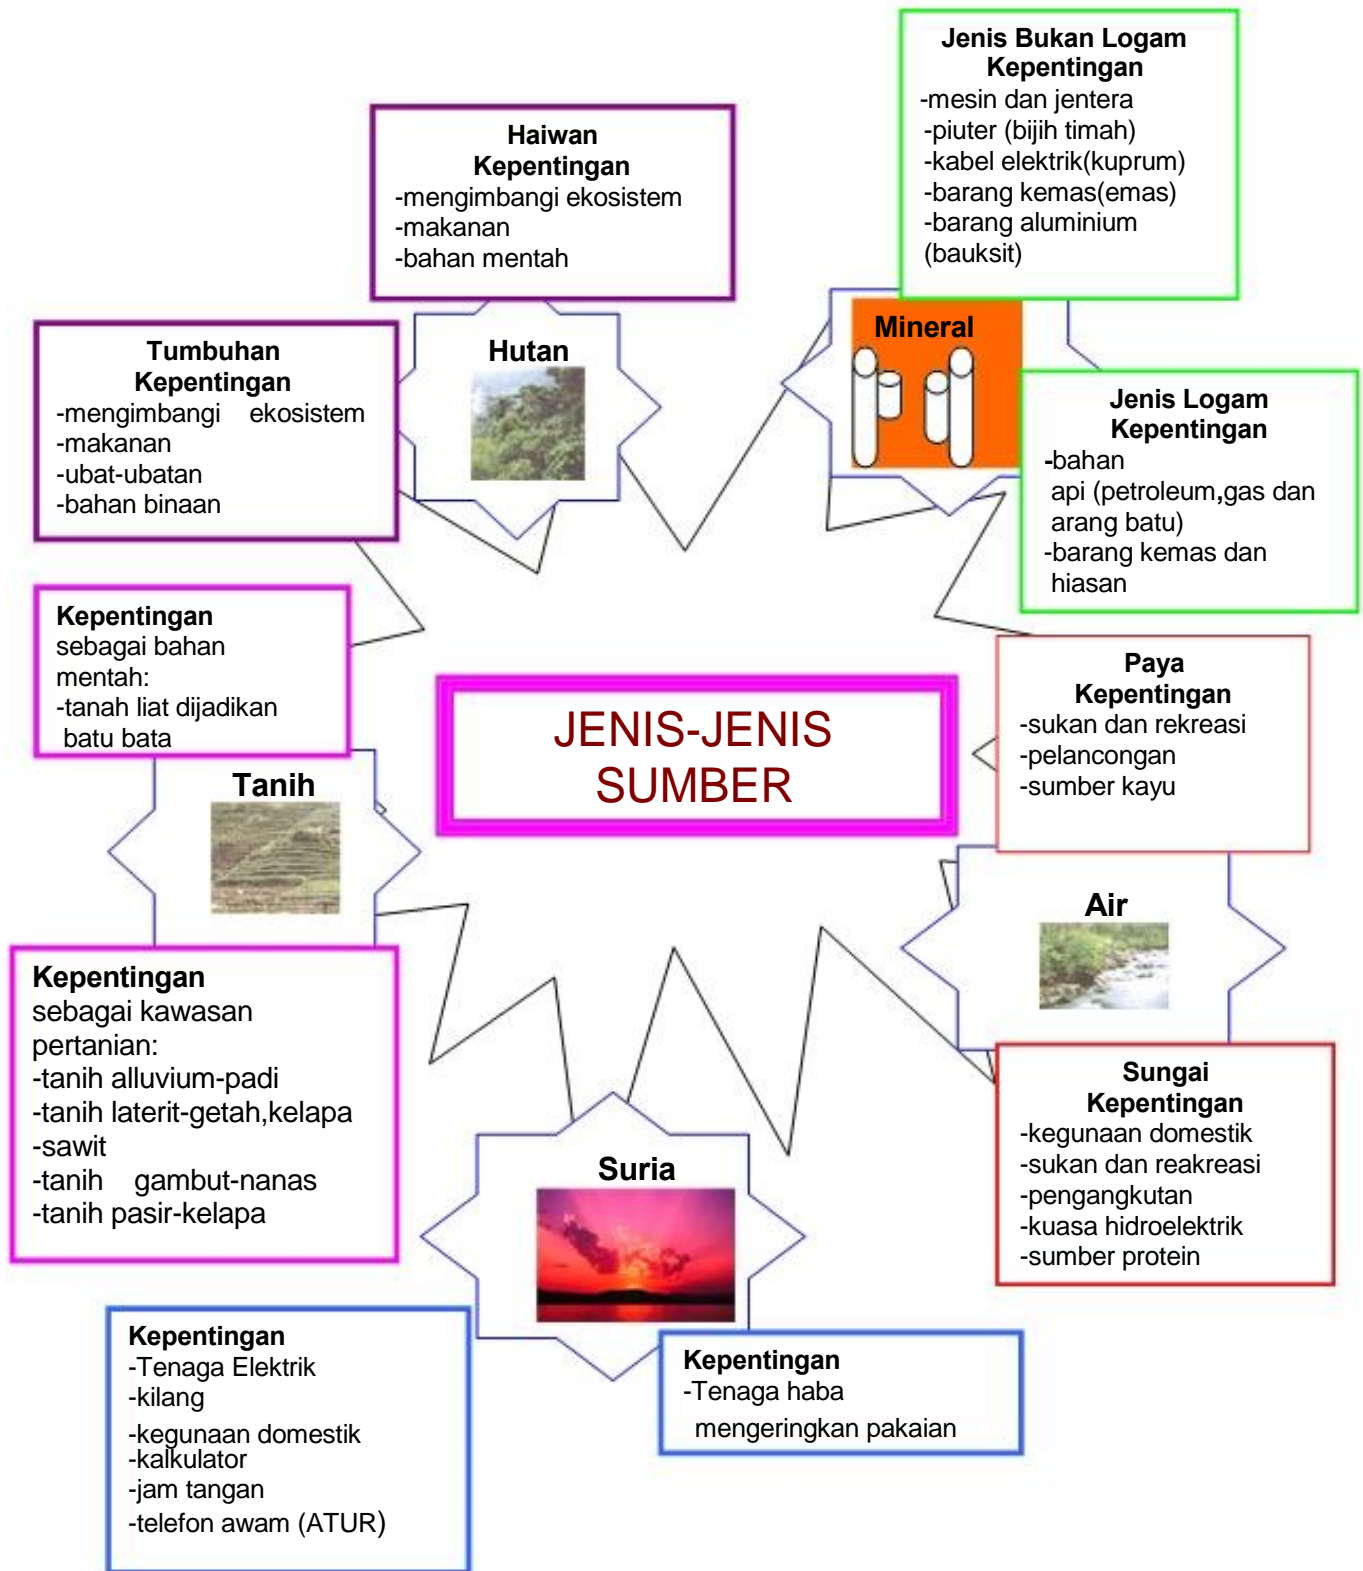 Jenis Bukan Logam
Kepentingan
-mesin dan jentera
-piuter (bijih timah)
-kabel elektrik(kuprum)
-barang kemas(emas)
-barang aluminium
(bauksit)
Haiwan
Kepentingan
-mengimbangi ekosistem
-makanan
-bahan mentah
Tumbuhan
Kepentingan
-mengimbangi ekosistem
-makanan
-ubat-ubatan
-bahan binaan
Hutan
Mineral
Jenis Logam
Kepentingan
-bahan
api (petroleum,gas dan
arang batu)
-barang kemas dan
hiasan
Kepentingan
sebagai bahan
mentah:
-tanah liat dijadikan
batu bata
JENIS-JENIS
SUMBER
Paya
Kepentingan
-sukan dan rekreasi
-pelancongan
-sumber kayu
Tanih
Air
Kepentingan
sebagai kawasan
pertanian:
-tanih alluvium-padi
-tanih laterit-getah,kelapa
-sawit
-tanih gambut-nanas
-tanih pasir-kelapa
Sungai
Kepentingan
-kegunaan domestik
-sukan dan reakreasi
-pengangkutan
-kuasa hidroelektrik
-sumber protein
Suria
Kepentingan
-Tenaga Elektrik
-kilang
-kegunaan domestik
-kalkulator
-jam tangan
-telefon awam (ATUR)
Kepentingan
-Tenaga haba
mengeringkan pakaian